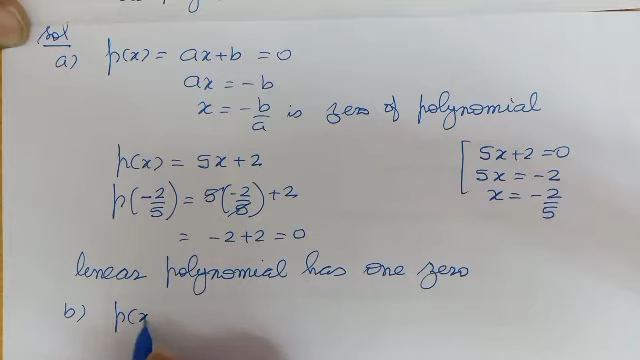 sol
a) p(x) = ax+b = 0
ax = -b
x = -b/a is zero of polynomial
p(x) = 5x+2
p(-2/5) = 5(-2/5)+2
= -2+2 = 0
[ 5x+2 = 0
5x = -2
x = -2/5
linear polynomial has one zero
b) p(x